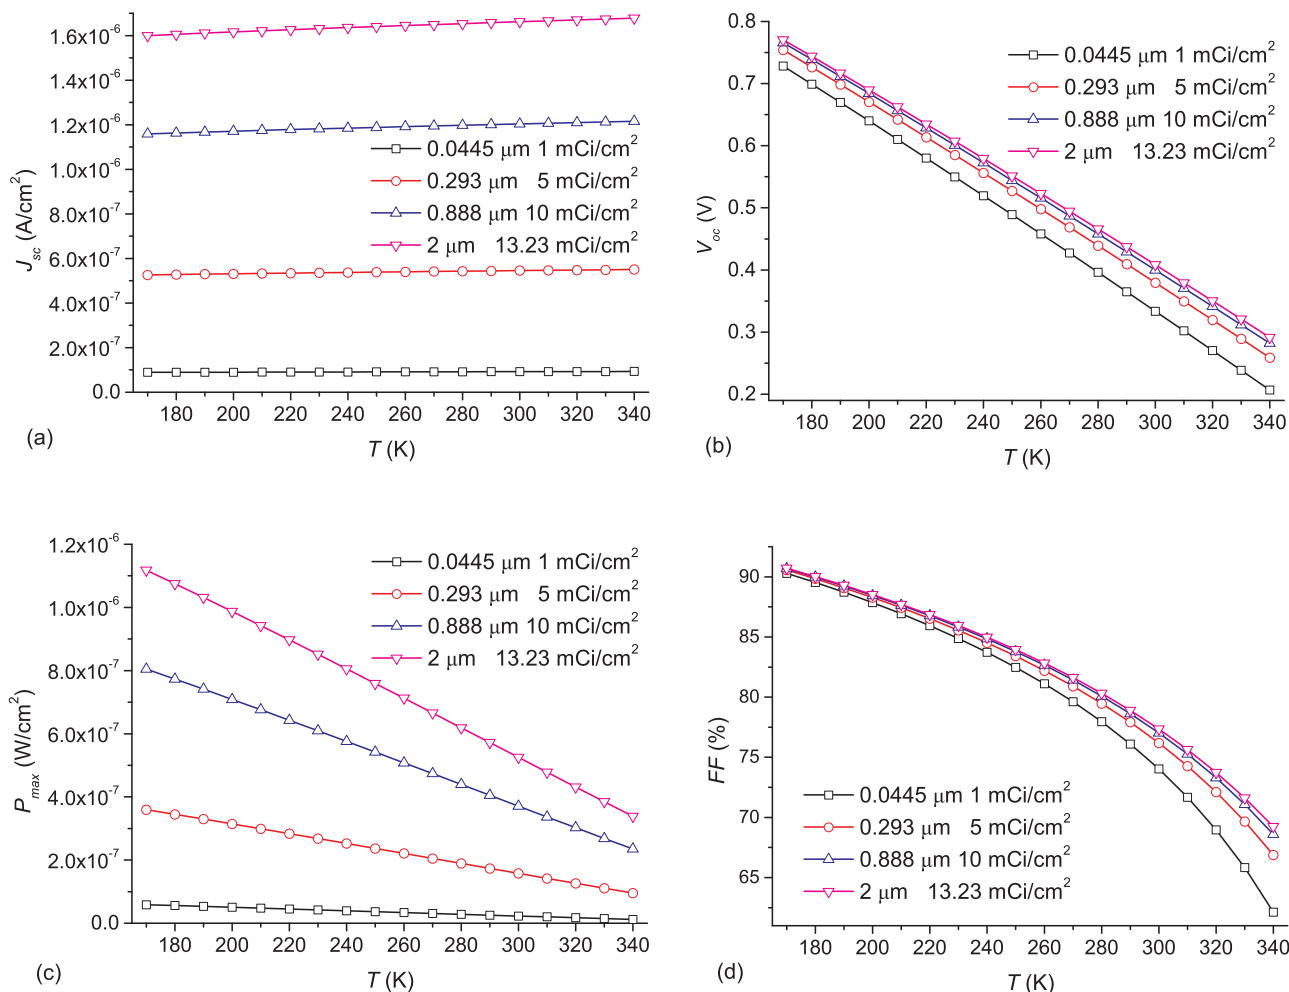 1.6x10⁻⁶
1.2x10⁻⁶
1.6x10⁻⁶
8.0x10⁻⁷
6.0x10⁻⁷
4.0x10⁻⁷
2.0x10⁻⁷
0.0
J_sc (A/cm²)
0.0445 μm 1 mCi/cm²
0.293 μm 5 mCi/cm²
0.888 μm 10 mCi/cm²
2 μm 13.23 mCi/cm²
180 200 220 240 260 280 300 320 340
T (K)
(a)
0.8
0.7
0.6
0.5
0.4
0.3
0.2
V_oc (V)
0.0445 μm 1 mCi/cm²
0.293 μm 5 mCi/cm²
0.888 μm 10 mCi/cm²
2 μm 13.23 mCi/cm²
180 200 220 240 260 280 300 320 340
T (K)
(b)
1.2x10⁻⁶
1.0x10⁻⁶
8.0x10⁻⁷
6.0x10⁻⁷
4.0x10⁻⁷
2.0x10⁻⁷
0.0
P_max (W/cm²)
0.0445 μm 1 mCi/cm²
0.293 μm 5 mCi/cm²
0.888 μm 10 mCi/cm²
2 μm 13.23 mCi/cm²
180 200 220 240 260 280 300 320 340
T (K)
(c)
90
85
80
75
70
65
FF (%)
0.0445 μm 1 mCi/cm²
0.293 μm 5 mCi/cm²
0.888 μm 10 mCi/cm²
2 μm 13.23 mCi/cm²
180 200 220 240 260 280 300 320 340
T (K)
(d)